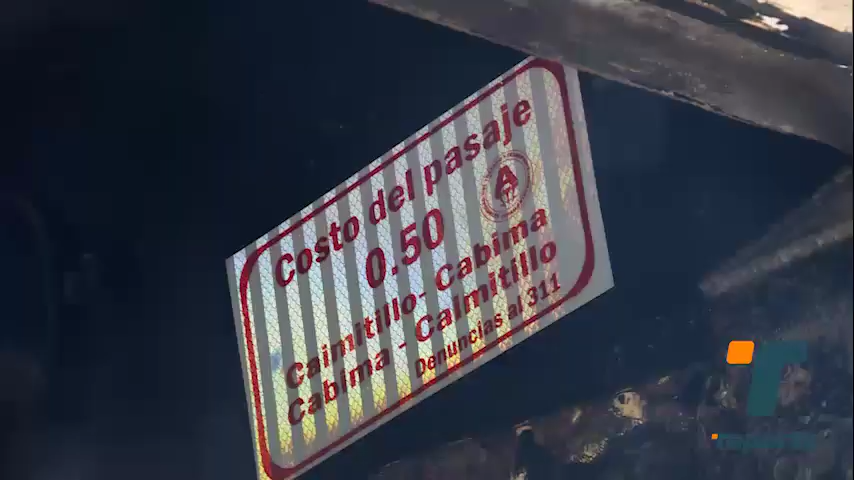 Costo del pasaje
0.50
A
Caimitillo- Cabima
Cabima - Caimitillo
Denuncias al 311